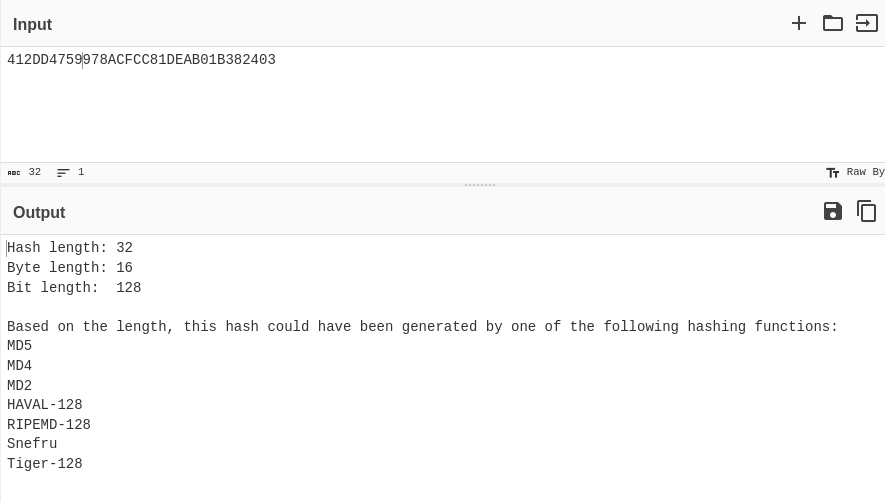 Input
412DD4759978ACFCC81DEAB01B382403
ABC 32 1 Raw By
Output
Hash length: 32
Byte length: 16
Bit length: 128
Based on the length, this hash could have been generated by one of the following hashing functions:
MD5
MD4
MD2
HAVAL-128
RIPEMD-128
Snefru
Tiger-128